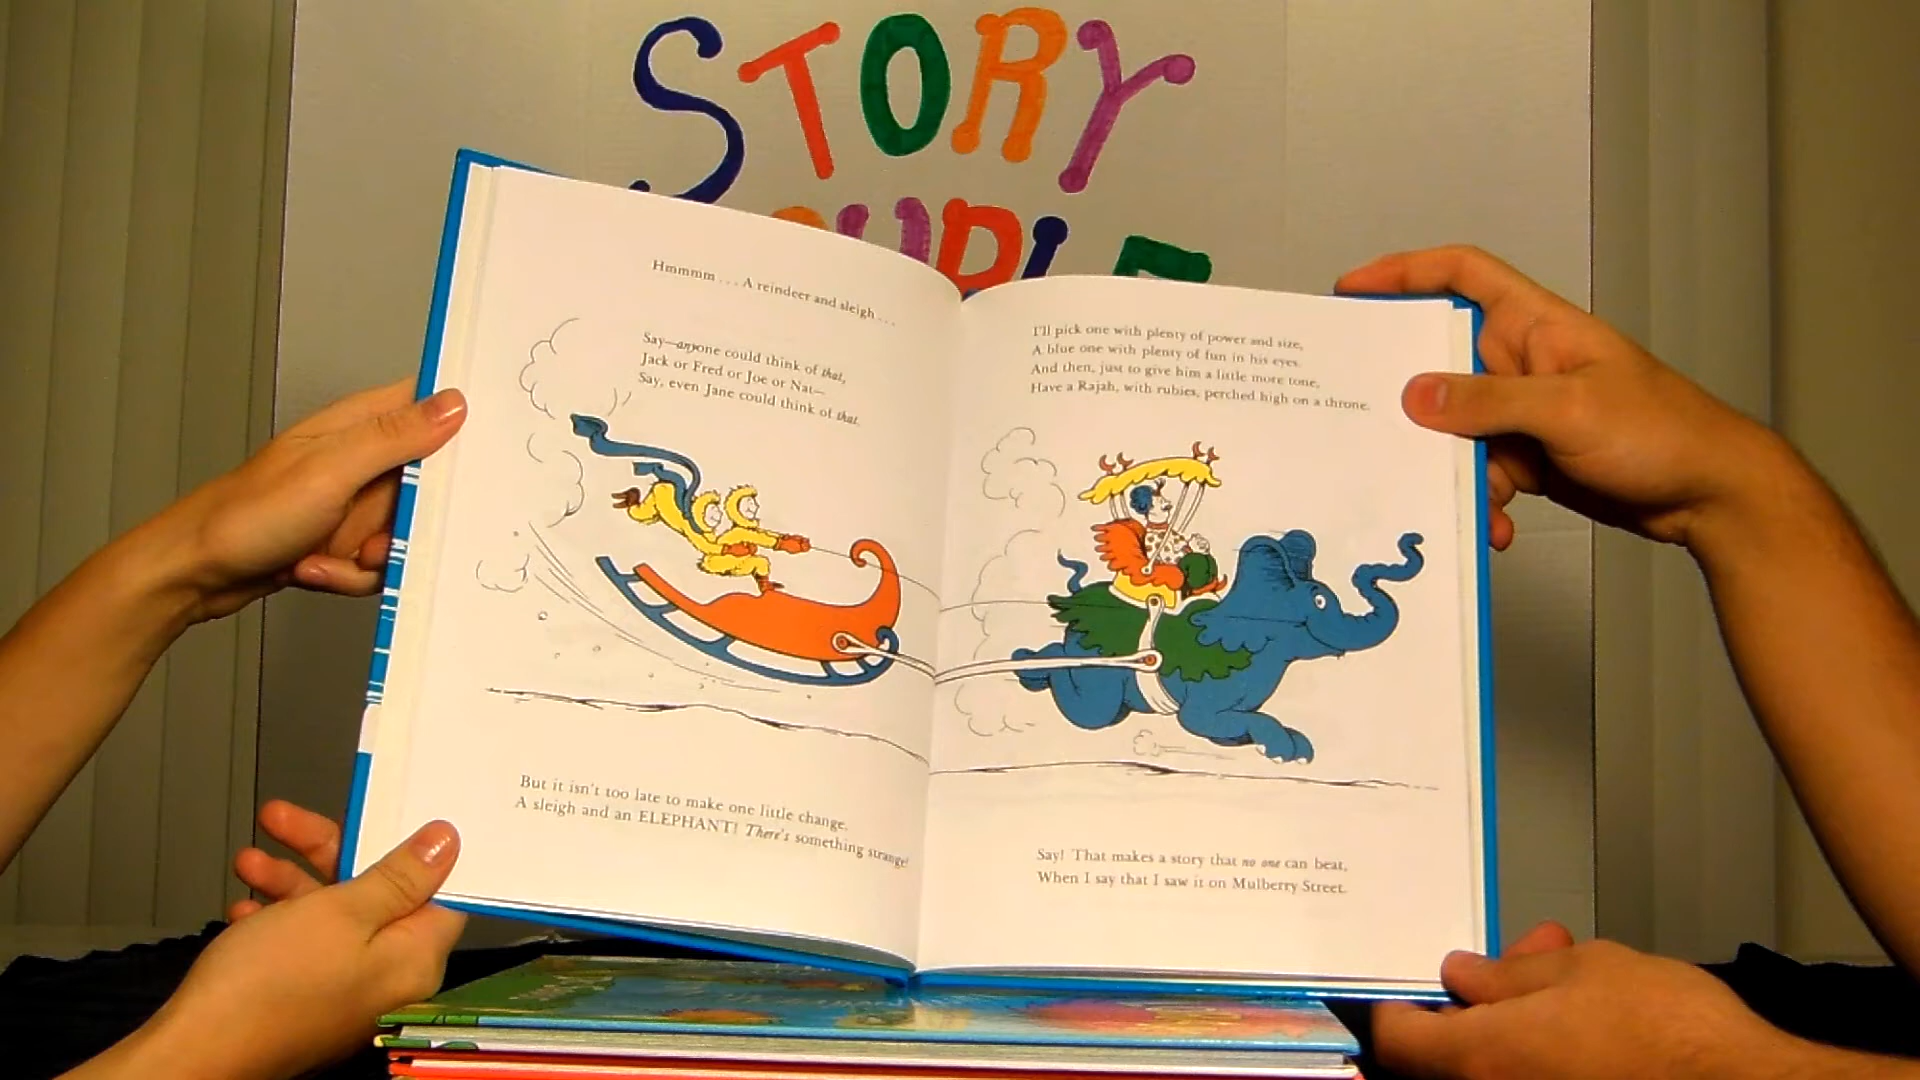 STORY
Hmmmm . . . A reindeer and sleigh . . .
Say—anyone could think of that,
Jack or Fred or Joe or Nat—
Say, even Jane could think of that.
But it isn't too late to make one little change.
A sleigh and an ELEPHANT! There's something strange!
I'll pick one with plenty of power and size,
A blue one with plenty of fun in his eyes.
And then, just to give him a little more tone,
Have a Rajah, with rubies, perched high on a throne.
Say! That makes a story that no one can beat,
When I say that I saw it on Mulberry Street.